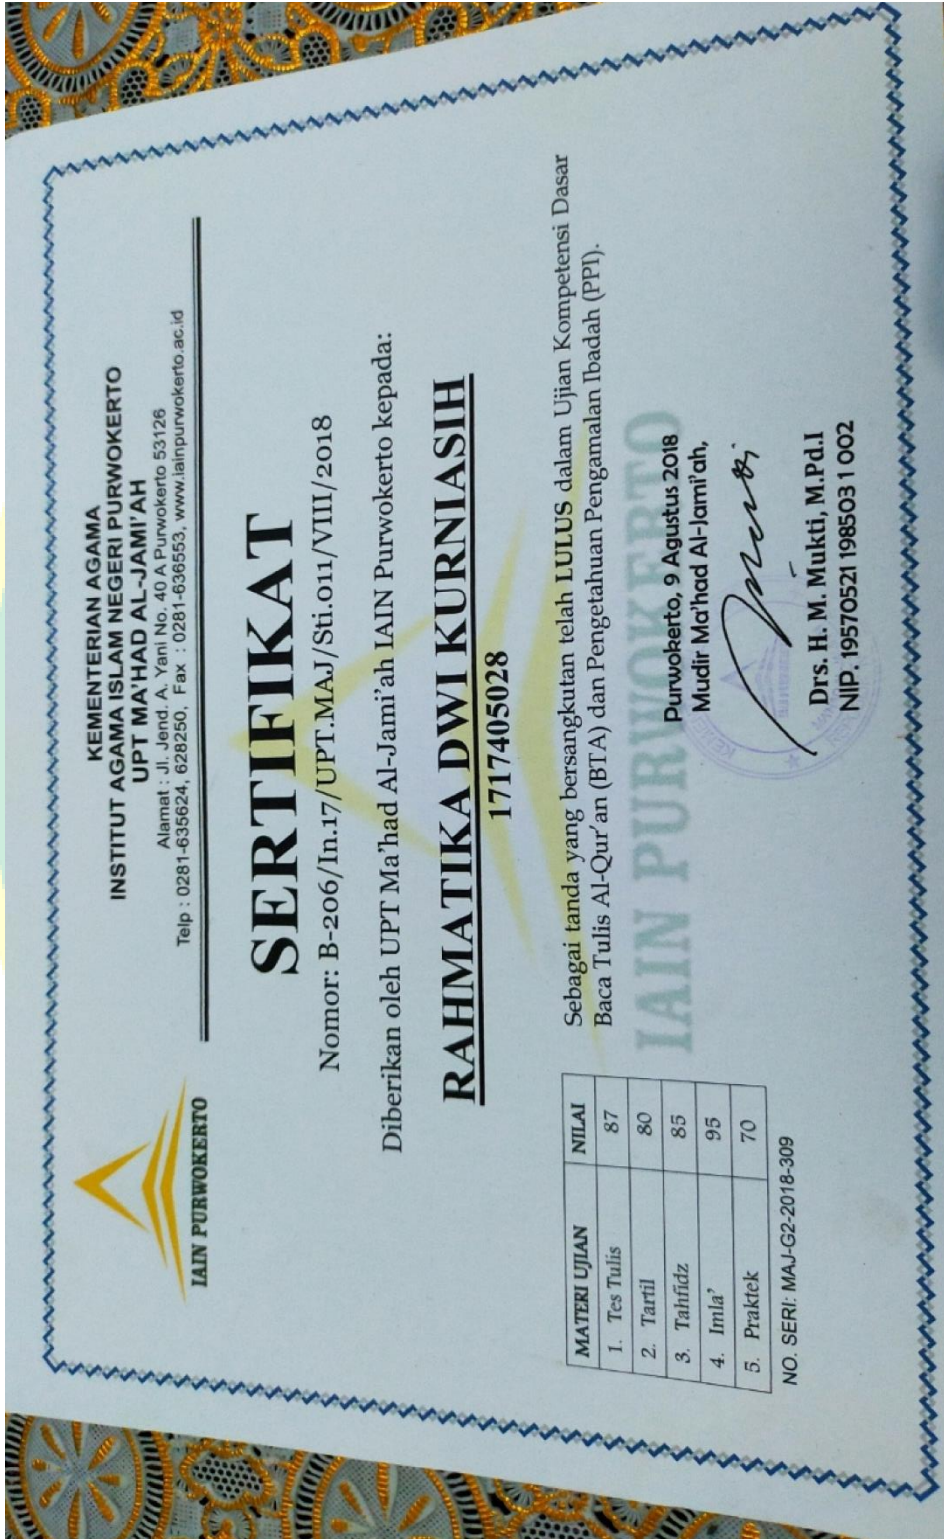 IAIN PURWOKERTO
KEMENTERIAN AGAMA
INSTITUT AGAMA ISLAM NEGERI PURWOKERTO
UPT MA'HAD AL-JAMI'AH
Alamat : Jl. Jend. A. Yani No. 40 A Purwokerto 53126
Telp : 0281-635624, 628250, Fax : 0281-636553, www.iainpurwokerto.ac.id
SERTIFIKAT
Nomor: B-206/In.17/UPT.MAJ/Sti.011/VIII/2018
Diberikan oleh UPT Ma'had Al-Jami'ah IAIN Purwokerto kepada:
RAHMATIKA DWI KURNIASIH
1717405028
Sebagai tanda yang bersangkutan telah LULUS dalam Ujian Kompetensi Dasar
Baca Tulis Al-Qur'an (BTA) dan Pengetahuan Pengamalan Ibadah (PPI).
MATERI UJIAN NILAI
1. Tes Tulis 87
2. Tartil 80
3. Tahfidz 85
4. Imla' 95
5. Praktek 70
NO. SERI: MAJ-G2-2018-309
IAIN PURWOKERTO
Purwokerto, 9 Agustus 2018
Mudir Ma'had Al-Jami'ah,
Drs. H. M. Mukti, M.Pd.I
NIP. 19570521 198503 1 002